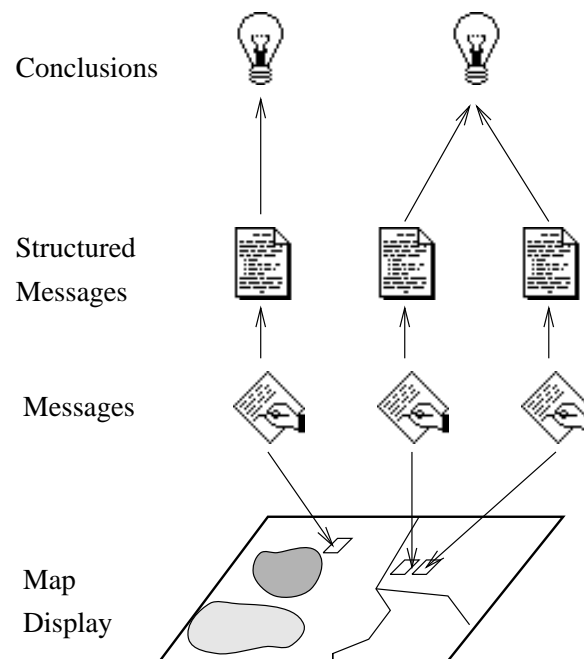 Conclusions
Structured
Messages
Messages
Map
Display